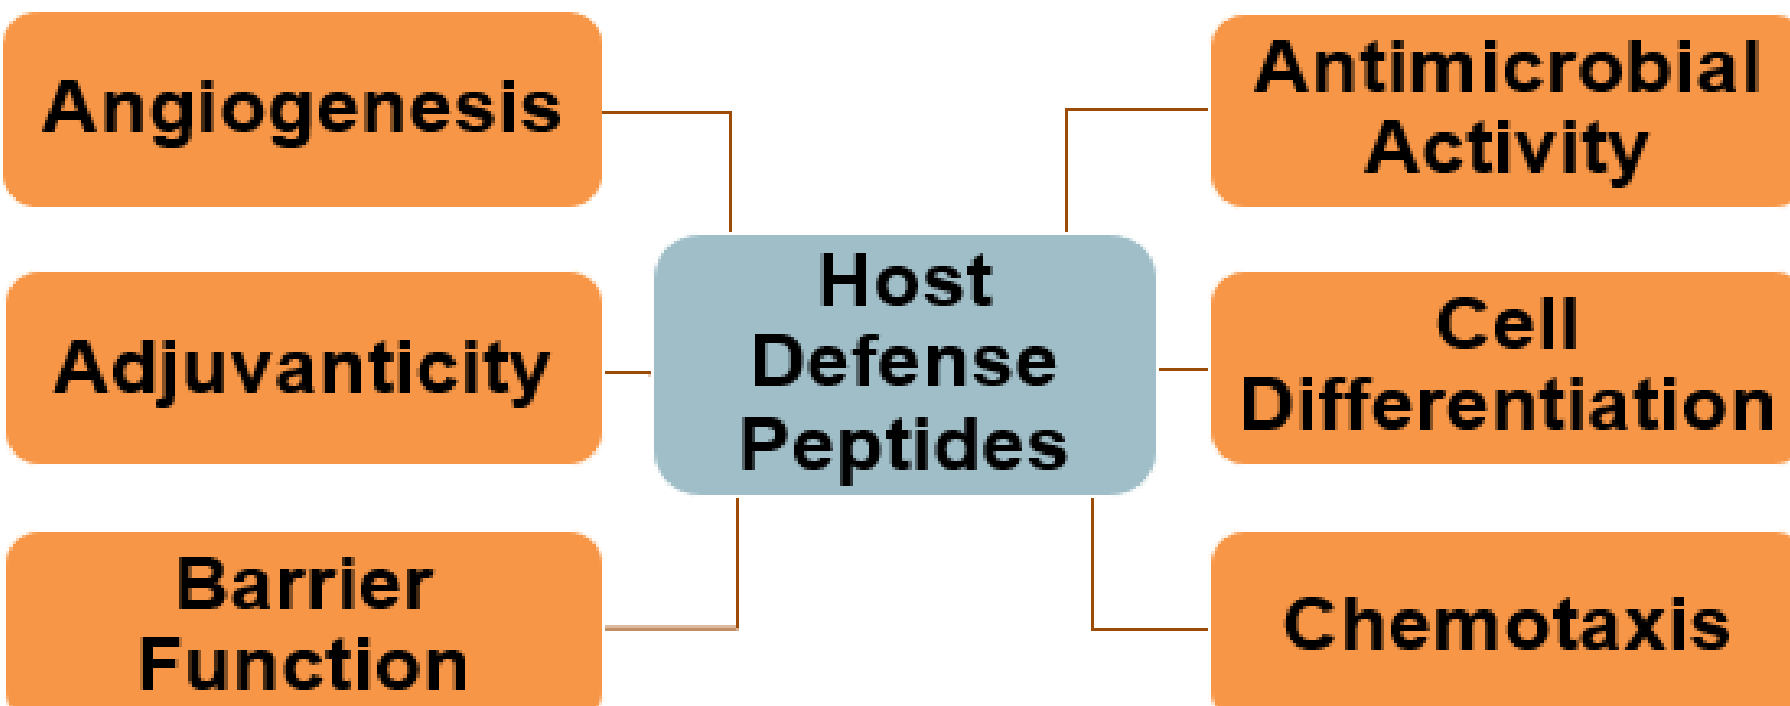 Angiogenesis
Adjuvanticity
Barrier
Function
Host
Defense
Peptides
Antimicrobial
Activity
Cell
Differentiation
Chemotaxis